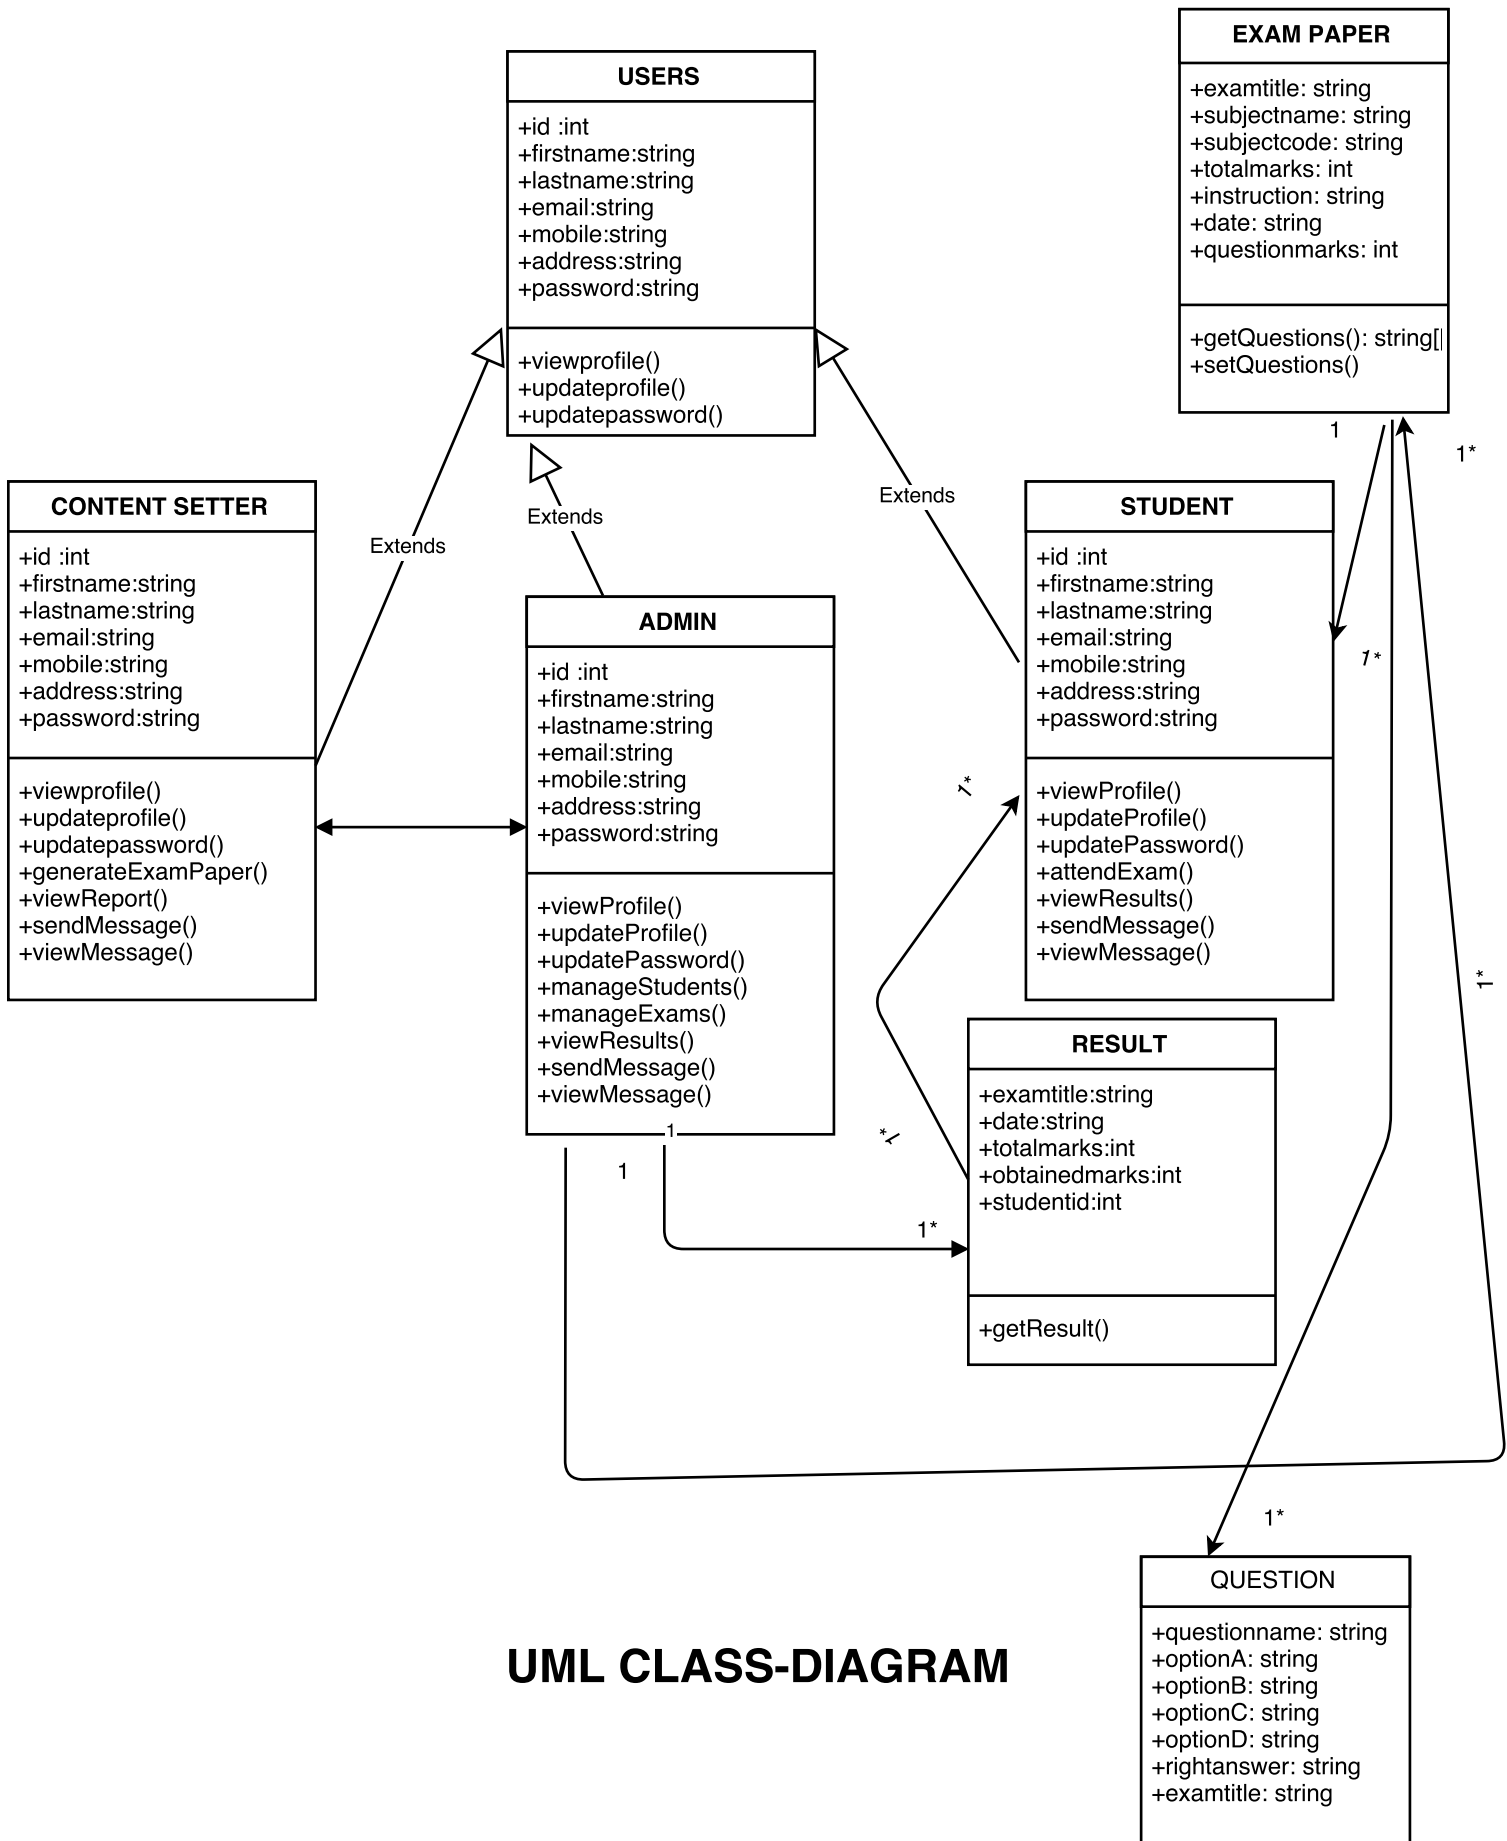 EXAM PAPER
+examtitle: string
+subjectname: string
+subjectcode: string
+totalmarks: int
+instruction: string
+date: string
+questionmarks: int
+getQuestions(): string[
+setQuestions()
USERS
+id :int
+firstname:string
+lastname:string
+email:string
+mobile:string
+address:string
+password:string
+viewprofile()
+updateprofile()
+updatepassword()
1
1*
Extends
Extends
Extends
CONTENT SETTER
+id :int
+firstname:string
+lastname:string
+email:string
+mobile:string
+address:string
+password:string
+viewprofile()
+updateprofile()
+updatepassword()
+generateExamPaper()
+viewReport()
+sendMessage()
+viewMessage()
ADMIN
+id :int
+firstname:string
+lastname:string
+email:string
+mobile:string
+address:string
+password:string
+viewProfile()
+updateProfile()
+updatePassword()
+manageStudents()
+manageExams()
+viewResults()
+sendMessage()
+viewMessage()
1
1
STUDENT
+id :int
+firstname:string
+lastname:string
+email:string
+mobile:string
+address:string
+password:string
+viewProfile()
+updateProfile()
+updatePassword()
+attendExam()
+viewResults()
+sendMessage()
+viewMessage()
1*
1*
1*
1*
1*
RESULT
+examtitle:string
+date:string
+totalmarks:int
+obtainedmarks:int
+studentid:int
+getResult()
1*
QUESTION
+questionname: string
+optionA: string
+optionB: string
+optionC: string
+optionD: string
+rightanswer: string
+examtitle: string
UML CLASS-DIAGRAM